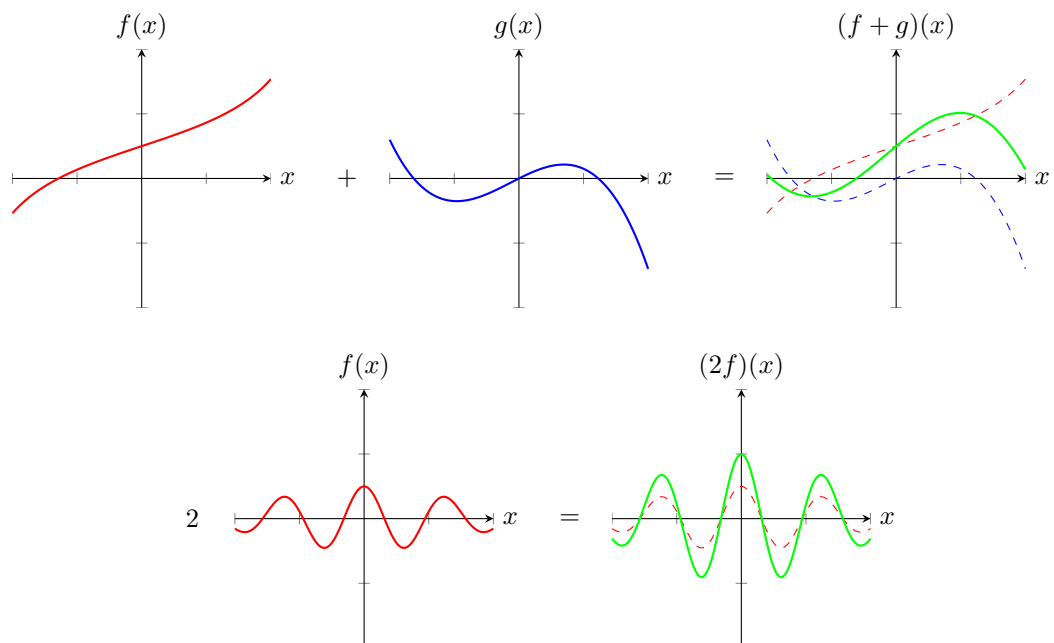 f(x) g(x) (f + g)(x)
x + x = x
f(x) (2f)(x)
2 x = x